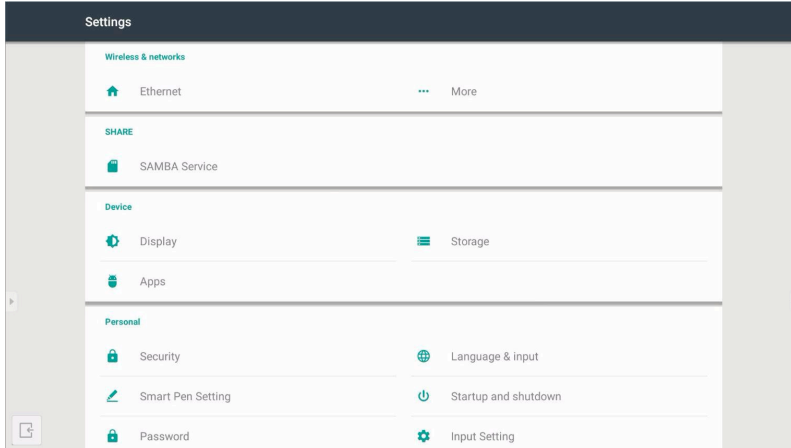 Settings
Wireless & networks
Ethernet
More
SHARE
SAMBA Service
Device
Display
Storage
Apps
Personal
Security
Language & input
Smart Pen Setting
Startup and shutdown
Password
Input Setting